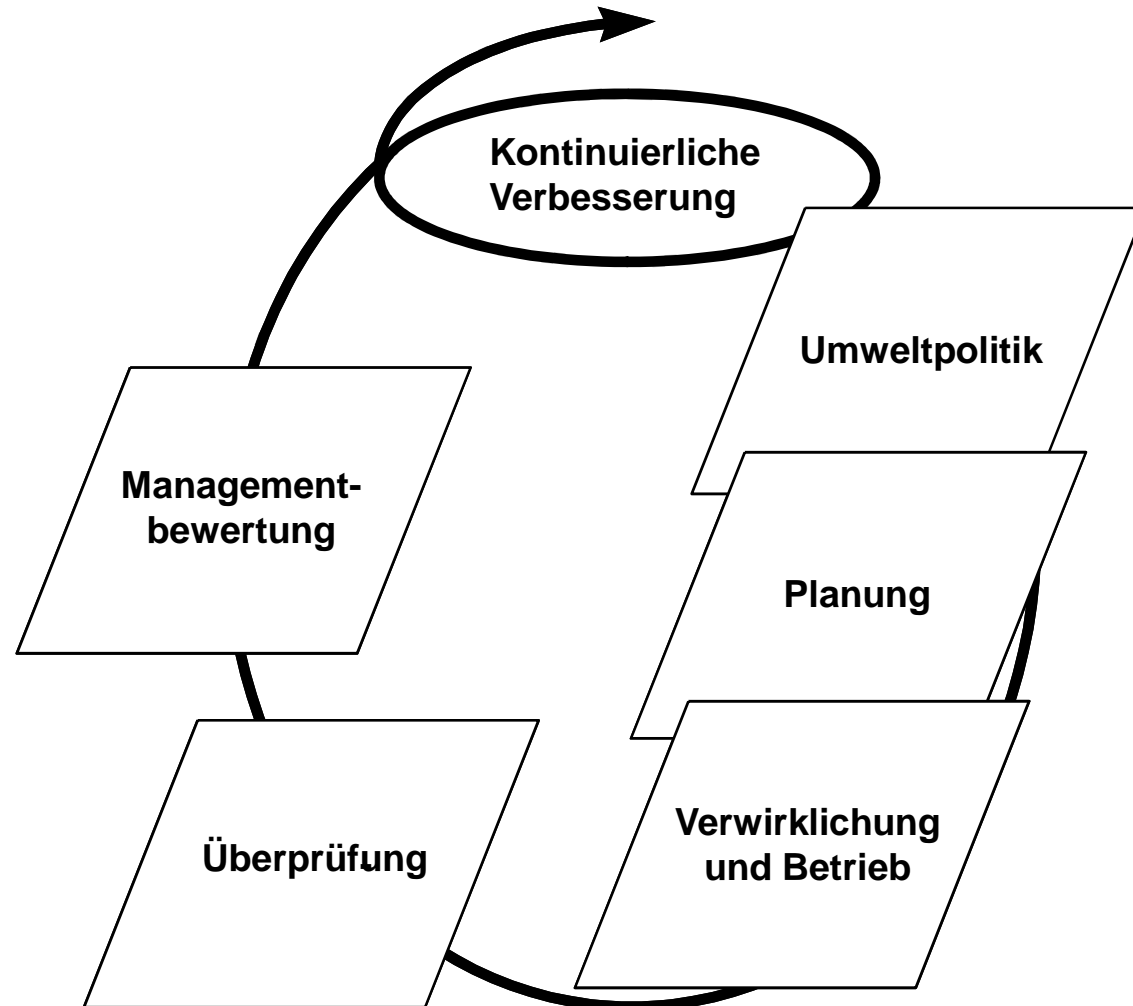 Kontinuierliche
Verbesserung
Umweltpolitik
Management-
bewertung
Planung
Verwirklichung
und Betrieb
Überprüfung